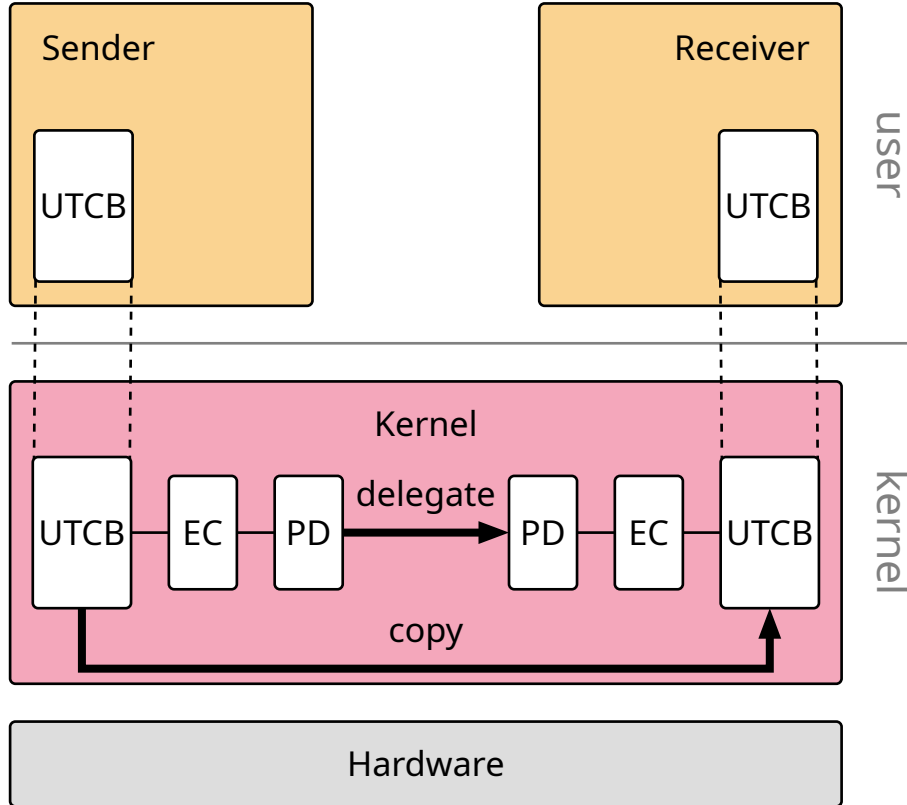 Sender
Receiver
user
UTCB
UTCB
Kernel
kernel
delegate
UTCB
EC
PD
PD
EC
UTCB
copy
Hardware